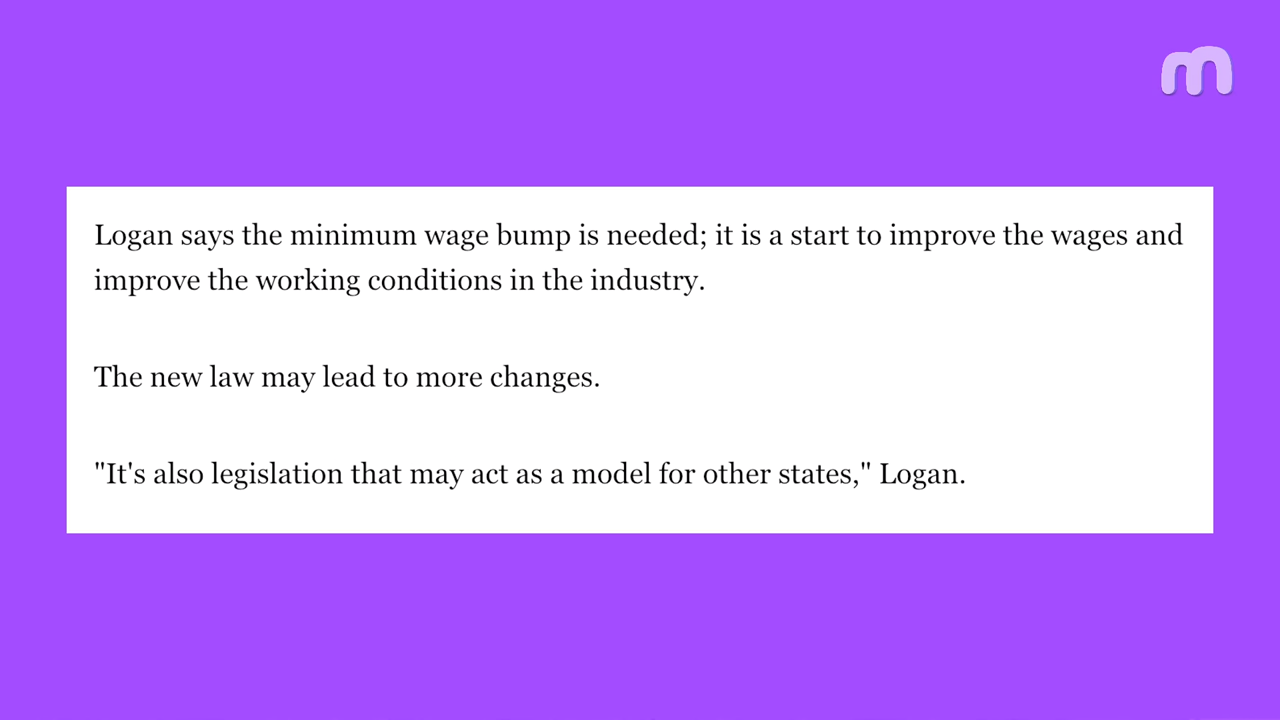 m
Logan says the minimum wage bump is needed; it is a start to improve the wages and
improve the working conditions in the industry.
The new law may lead to more changes.
"It's also legislation that may act as a model for other states," Logan.